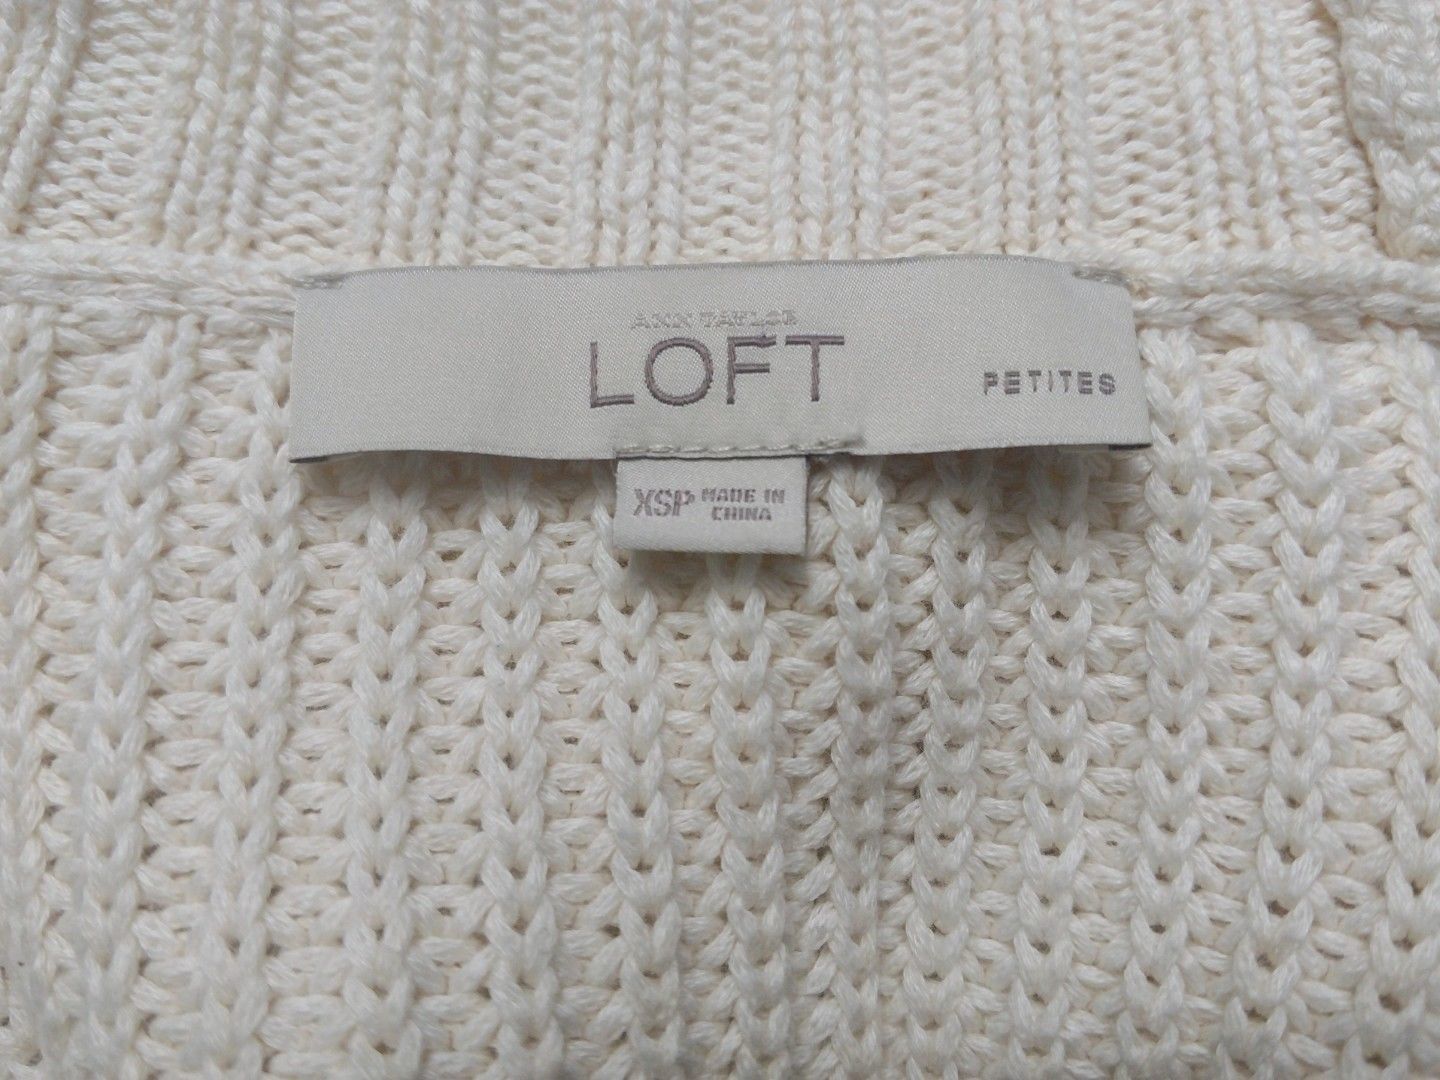 ANN TAYLOR
LOFT
PETITES
XSP MADE IN
CHINA